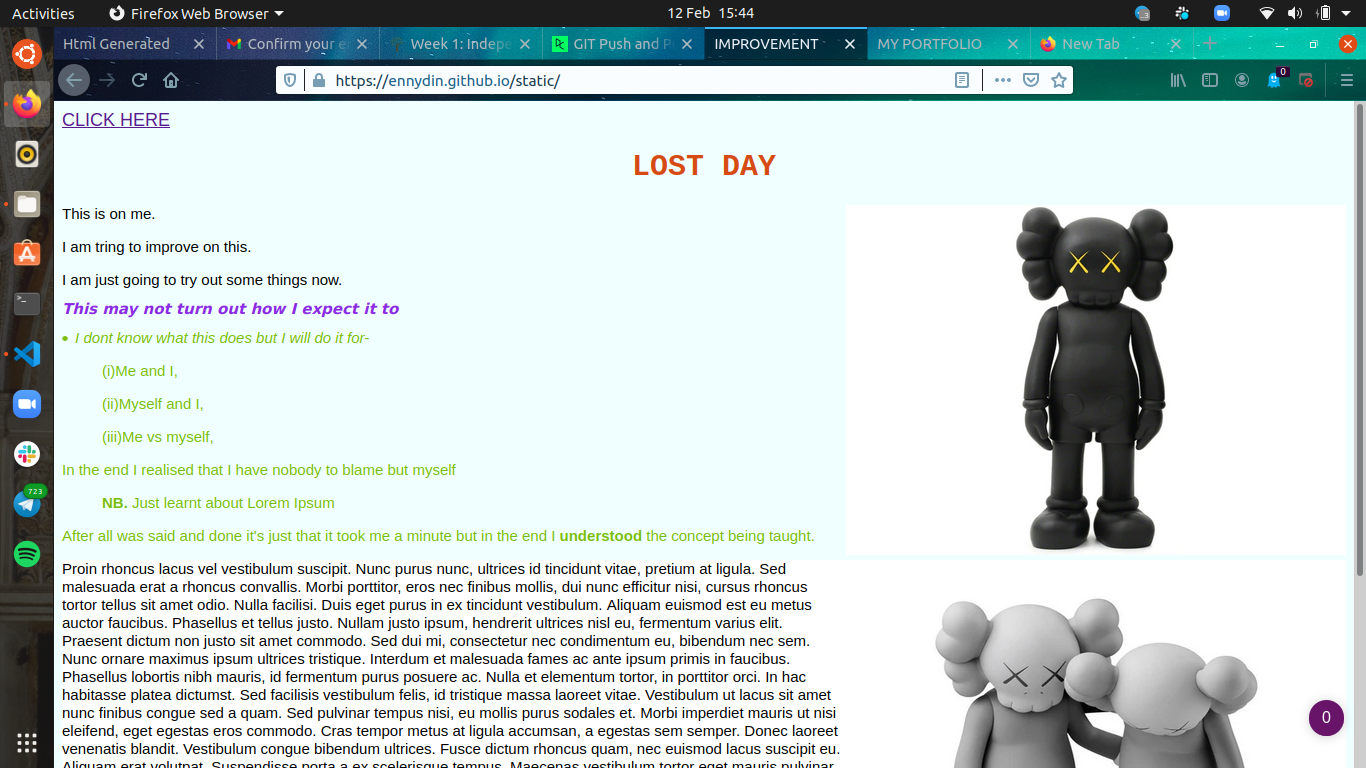 Activities
Firefox Web Browser
12 Feb 15:44
Html Generated
Confirm your e
Week 1: Indepe
GIT Push and P
IMPROVEMENT
MY PORTFOLIO
New Tab
https://ennydin.github.io/static/
0
CLICK HERE
LOST DAY
This is on me.
I am tring to improve on this.
I am just going to try out some things now.
This may not turn out how I expect it to
• I dont know what this does but I will do it for-
(i)Me and I,
(ii)Myself and I,
(iii)Me vs myself,
In the end I realised that I have nobody to blame but myself
NB. Just learnt about Lorem Ipsum
After all was said and done it's just that it took me a minute but in the end I understood the concept being taught.
Proin rhoncus lacus vel vestibulum suscipit. Nunc purus nunc, ultrices id tincidunt vitae, pretium at ligula. Sed
malesuada erat a rhoncus convallis. Morbi porttitor, eros nec finibus mollis, dui nunc efficitur nisi, cursus rhoncus
tortor tellus sit amet odio. Nulla facilisi. Duis eget purus in ex tincidunt vestibulum. Aliquam euismod est eu metus
auctor faucibus. Phasellus et tellus justo. Nullam justo ipsum, hendrerit ultrices nisl eu, fermentum varius elit.
Praesent dictum non justo sit amet commodo. Sed dui mi, consectetur nec condimentum eu, bibendum nec sem.
Nunc ornare maximus ipsum ultrices tristique. Interdum et malesuada fames ac ante ipsum primis in faucibus.
Phasellus lobortis nibh mauris, id fermentum purus posuere ac. Nulla et elementum tortor, in porttitor orci. In hac
habitasse platea dictumst. Sed facilisis vestibulum felis, id tristique massa laoreet vitae. Vestibulum ut lacus sit amet
nunc finibus congue sed a quam. Sed pulvinar tempus nisi, eu mollis purus sodales et. Morbi imperdiet mauris ut nisi
eleifend, eget egestas eros commodo. Cras tempor metus at ligula accumsan, a egestas sem semper. Donec laoreet
venenatis blandit. Vestibulum congue bibendum ultrices. Fusce dictum rhoncus quam, nec euismod lacus suscipit eu.
Aliquam erat volutpat. Suspendisse porta a ex scelerisque tempus. Maecenas vestibulum tortor eget mauris pulvinar
723
0